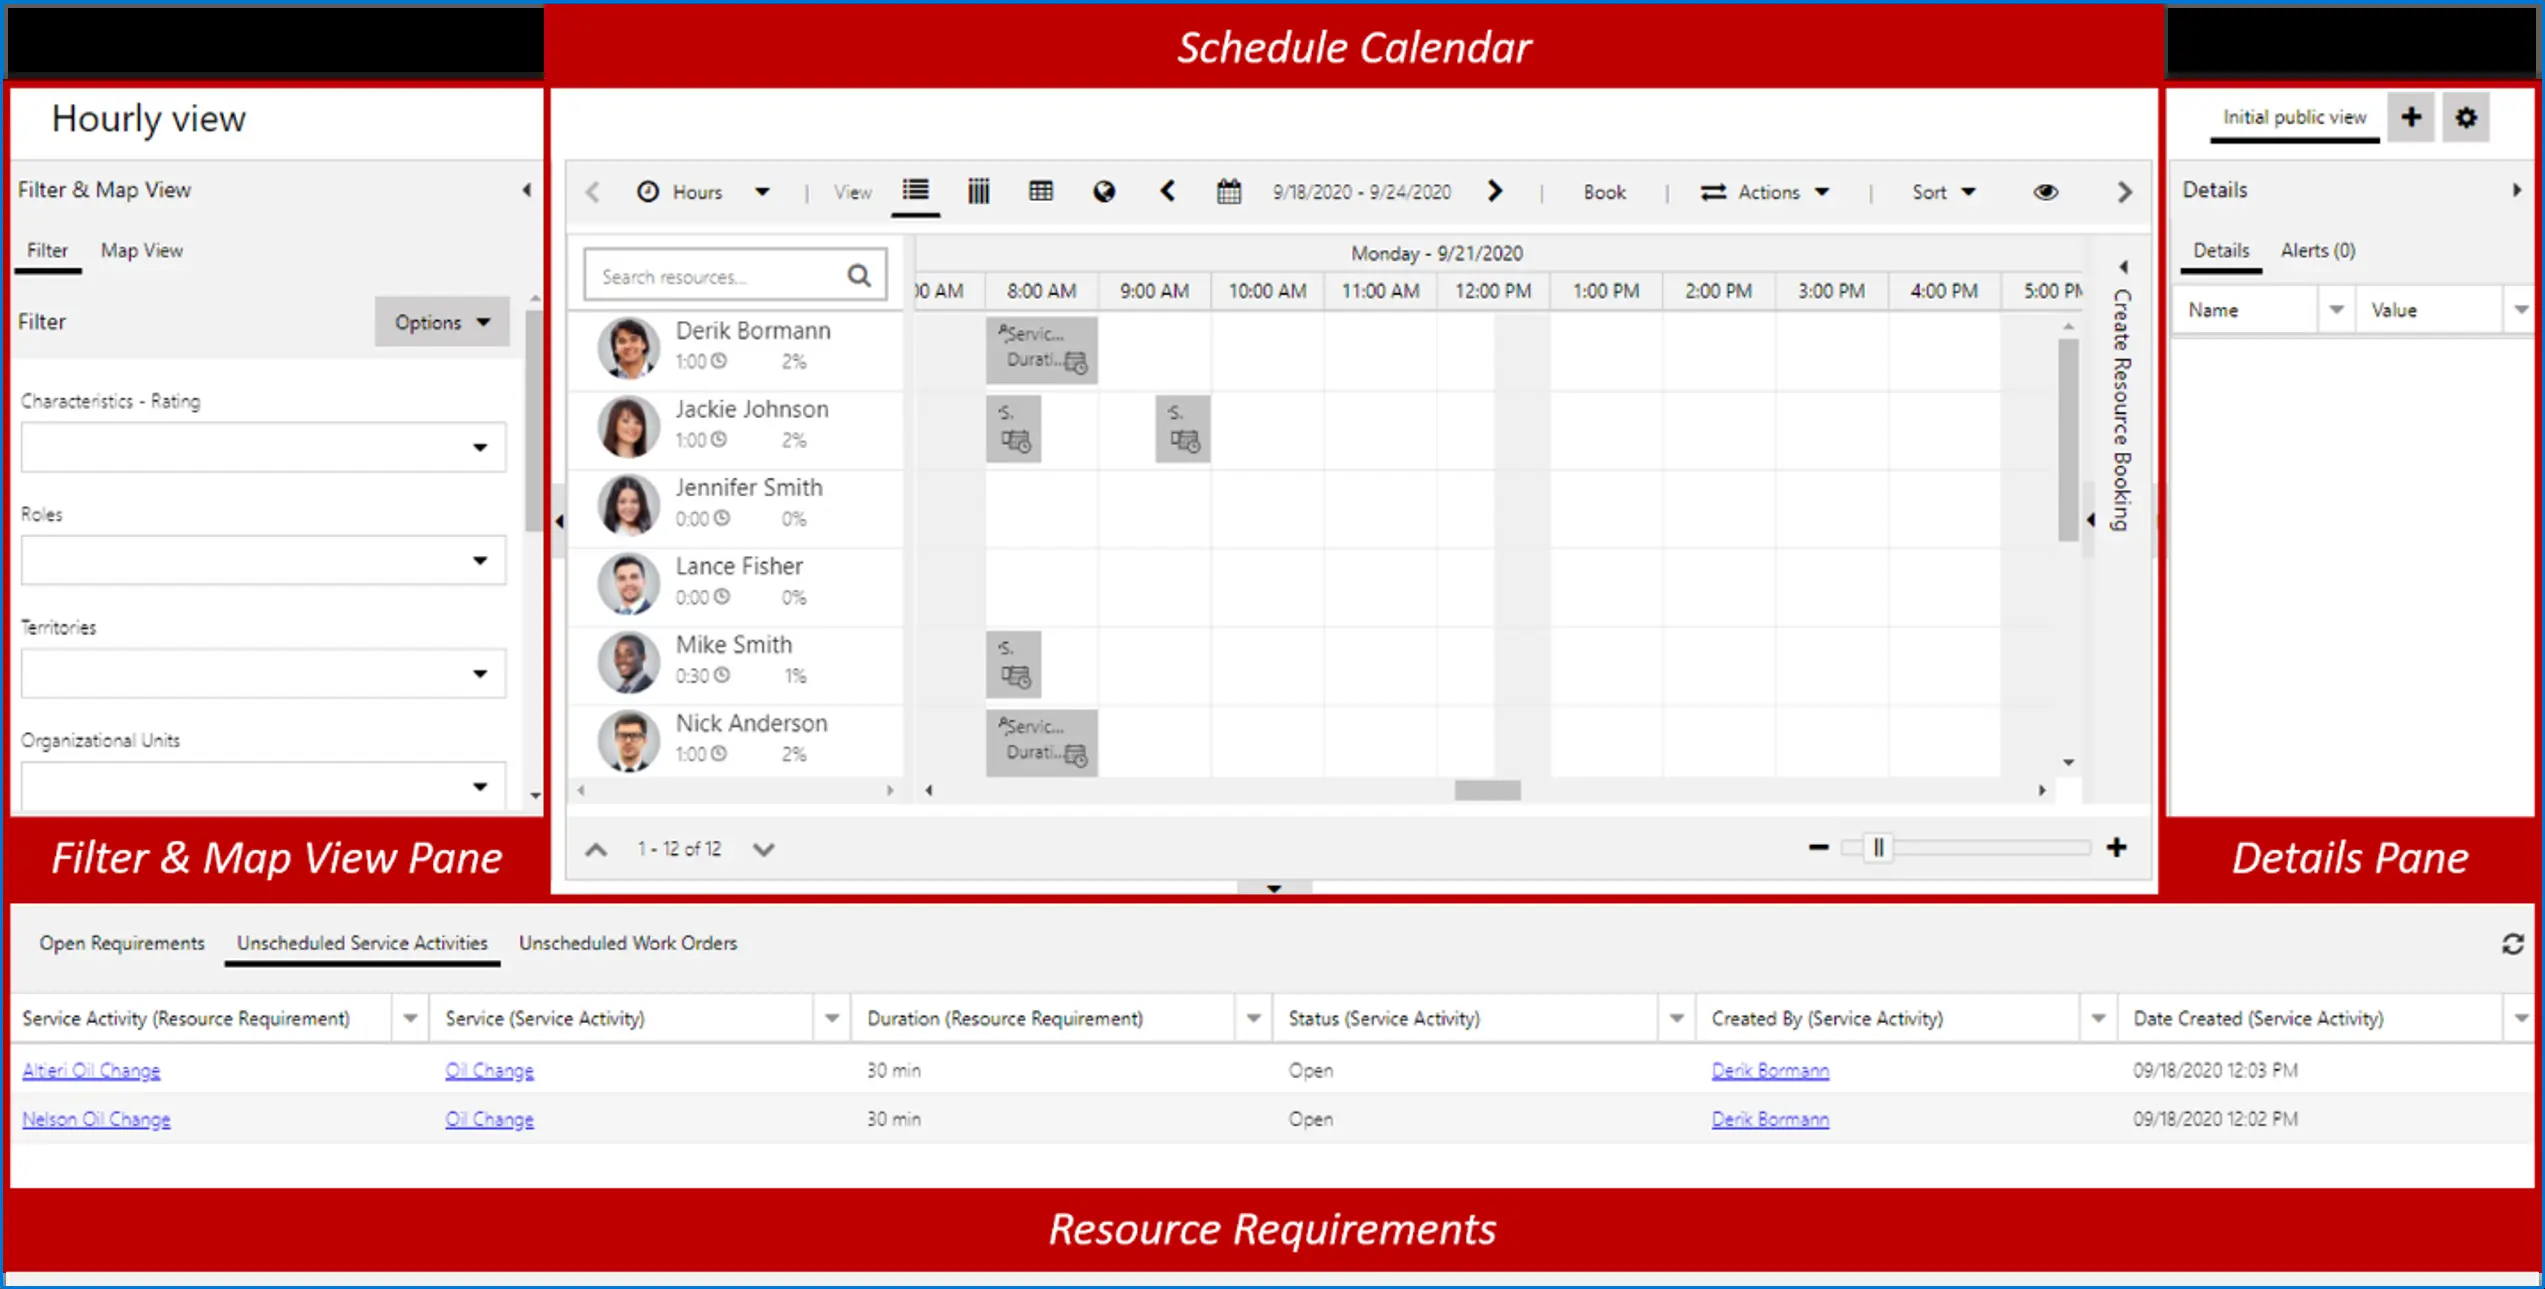 Schedule Calendar
Hourly view
Initial public view
Filter & Map View
Hours | View 9/18/2020 - 9/24/2020 | Book | Actions | Sort
Details
Filter Map View
Search resources...
Monday - 9/21/2020
Details Alerts (0)
00 AM 8:00 AM 9:00 AM 10:00 AM 11:00 AM 12:00 PM 1:00 PM 2:00 PM 3:00 PM 4:00 PM 5:00 PM
Name Value
Filter Options
Create Resource Booking
Characteristics - Rating
Roles
Territories
Organizational Units
Derik Bormann
1:00 2%
Servic...
Durati...
Jackie Johnson
1:00 2%
S. S.
Jennifer Smith
0:00 0%
Lance Fisher
0:00 0%
Mike Smith
0:30 1%
S.
Nick Anderson
1:00 2%
Servic...
Durati...
1 - 12 of 12
Filter & Map View Pane
Details Pane
Open Requirements Unscheduled Service Activities Unscheduled Work Orders
Service Activity (Resource Requirement) Service (Service Activity) Duration (Resource Requirement) Status (Service Activity) Created By (Service Activity) Date Created (Service Activity)
Altieri Oil Change Oil Change 30 min Open Derik Bormann 09/18/2020 12:03 PM
Nelson Oil Change Oil Change 30 min Open Derik Bormann 09/18/2020 12:02 PM
Resource Requirements